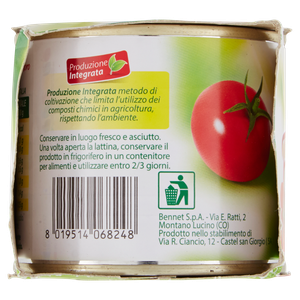 Produzione
Integrata
Produzione Integrata metodo di
coltivazione che limita l'utilizzo dei
composti chimici in agricoltura,
rispettando l'ambiente.
Conservare in luogo fresco e asciutto.
Una volta aperta la lattina, conservare il
prodotto in frigorifero in un contenitore
per alimenti e utilizzare entro 2/3 giorni.
8 019514 068248
Bennet S.p.A. - Via E. Ratti, 2
Montano Lucino (CO)
Prodotto nello stabilimento di
Via R. Ciancio, 12 - Castel san Giorgio